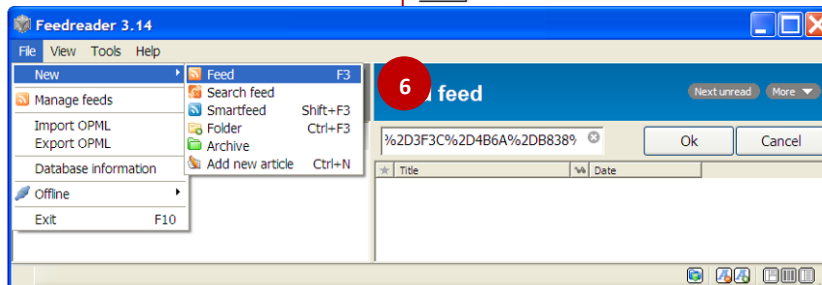 Feedreader 3.14
File View Tools Help
New
Manage feeds
Import OPML
Export OPML
Database information
Offline
Exit F10
Feed F3
Search feed
Smartfeed Shift+F3
Folder Ctrl+F3
Archive
Add new article Ctrl+N
6
feed
Next unread More
%2D3F3C%2D4B6A%2DB838%
Ok Cancel
Title Date